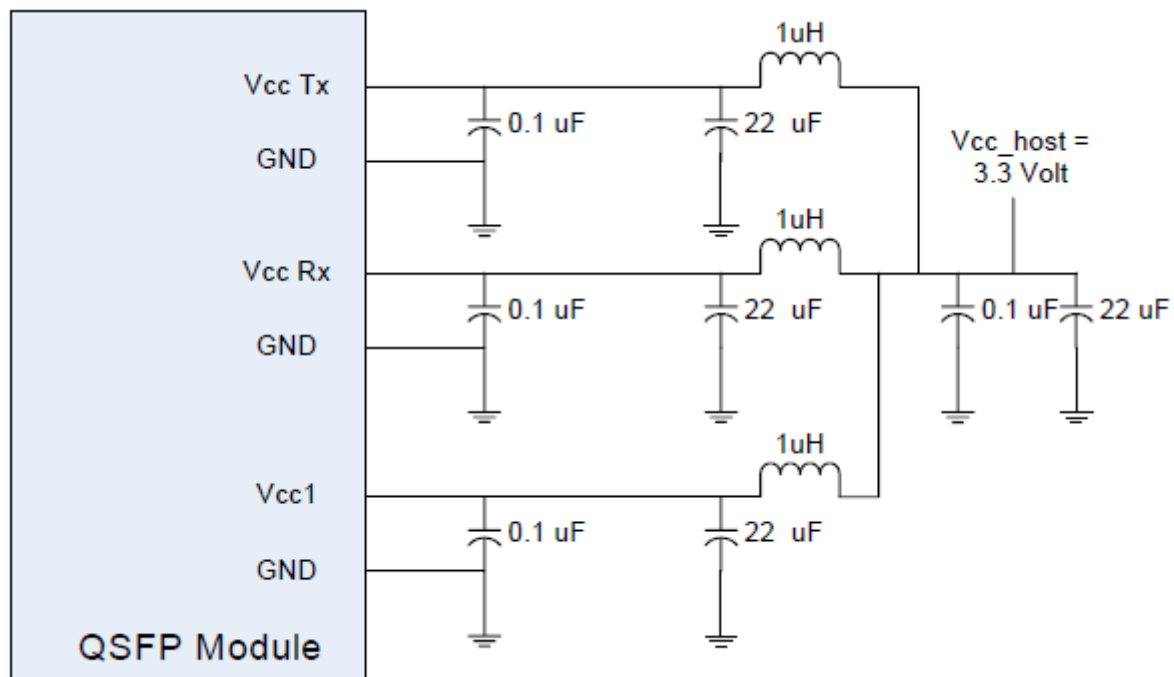 1uH
Vcc Tx
0.1 uF
22 uF
GND
Vcc_host =
3.3 Volt
1uH
Vcc Rx
0.1 uF
22 uF
0.1 uF
22 uF
GND
1uH
Vcc1
0.1 uF
22 uF
GND
QSFP Module